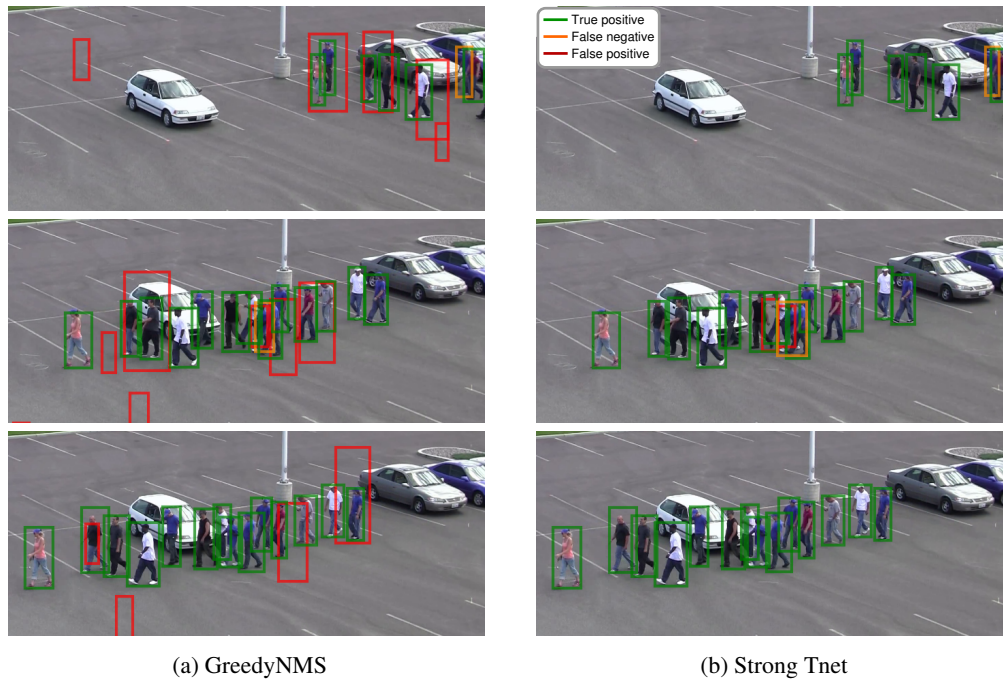 True positive
False negative
False positive
(a) GreedyNMS
(b) Strong Tnet